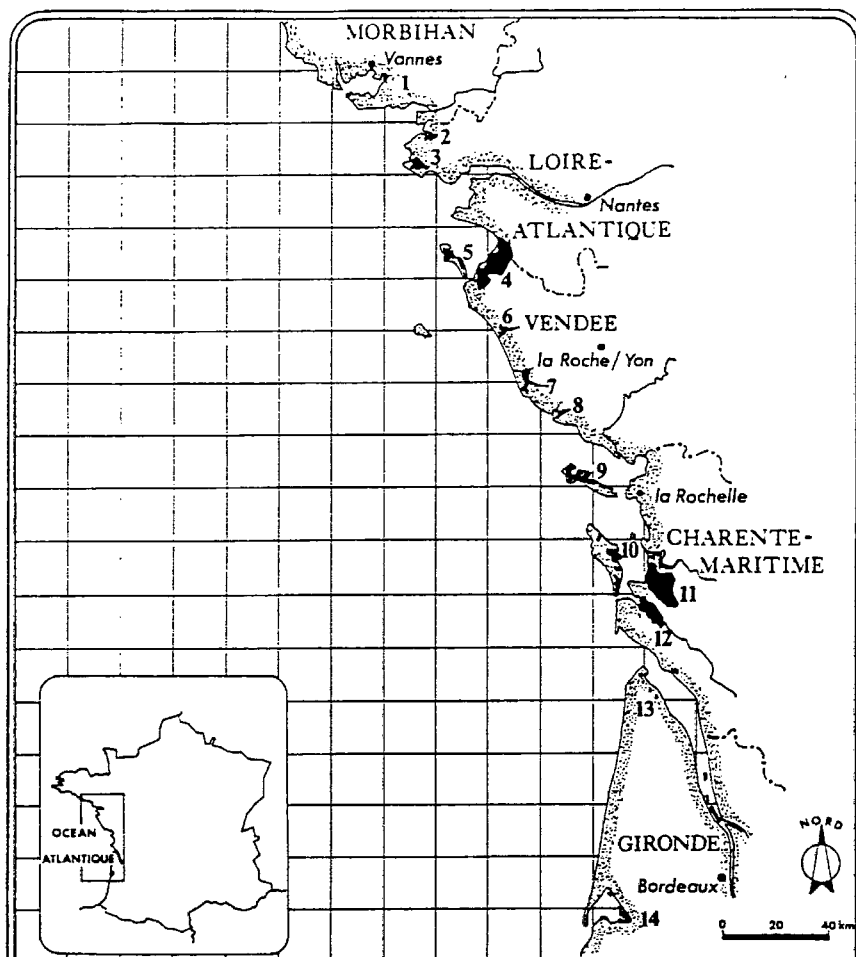 MORBIHAN
Vannes
1
2
3
LOIRE-
Nantes
ATLANTIQUE
5
4
6
VENDEE
la Roche/Yon
7
8
9
la Rochelle
CHARENTE-
MARITIME
10
11
12
13
OCEAN
ATLANTIQUE
GIRONDE
NORD
Bordeaux
14
0 20 40 km